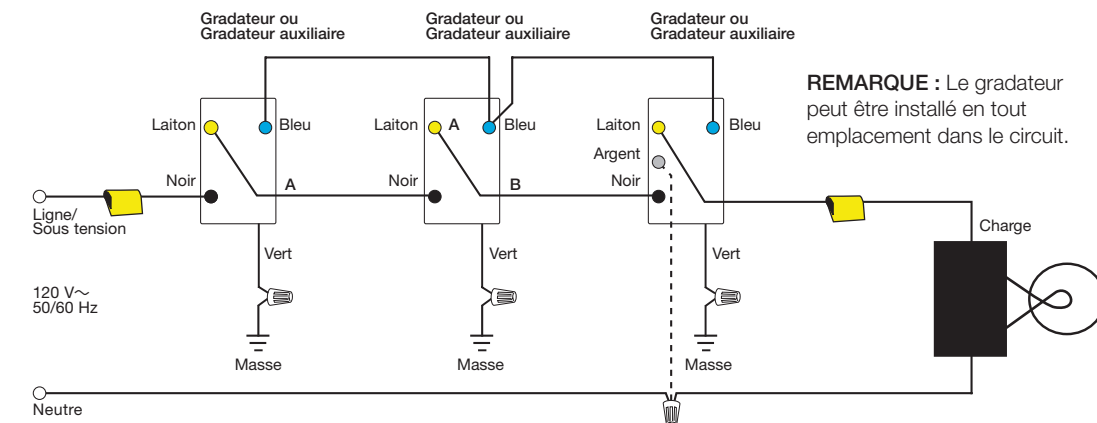 Gradateur ou
Gradateur auxiliaire
Gradateur ou
Gradateur auxiliaire
Gradateur ou
Gradateur auxiliaire
REMARQUE : Le gradateur
peut être installé en tout
emplacement dans le circuit.
Laiton
Bleu
Laiton
A
Bleu
Laiton
Bleu
Argent
Noir
A
Noir
B
Noir
Ligne/
Sous tension
Vert
Vert
Vert
Charge
120 V～
50/60 Hz
Masse
Masse
Masse
Neutre